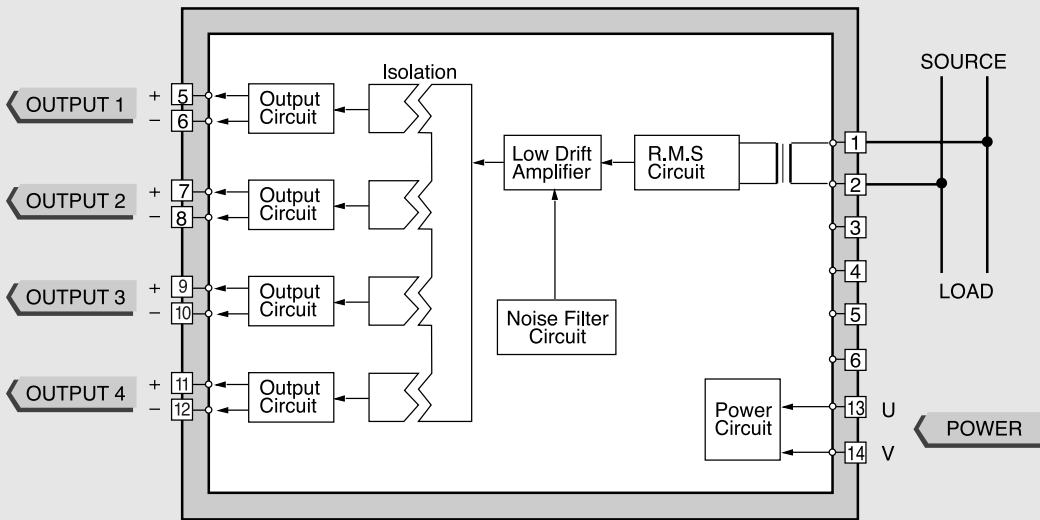 Isolation
SOURCE
OUTPUT 1
+ 5
− 6
Output
Circuit
Low Drift
Amplifier
R.M.S
Circuit
1
2
OUTPUT 2
+ 7
− 8
Output
Circuit
3
4
OUTPUT 3
+ 9
− 10
Output
Circuit
Noise Filter
Circuit
LOAD
5
6
OUTPUT 4
+ 11
− 12
Output
Circuit
Power
Circuit
13 U
14 V
POWER